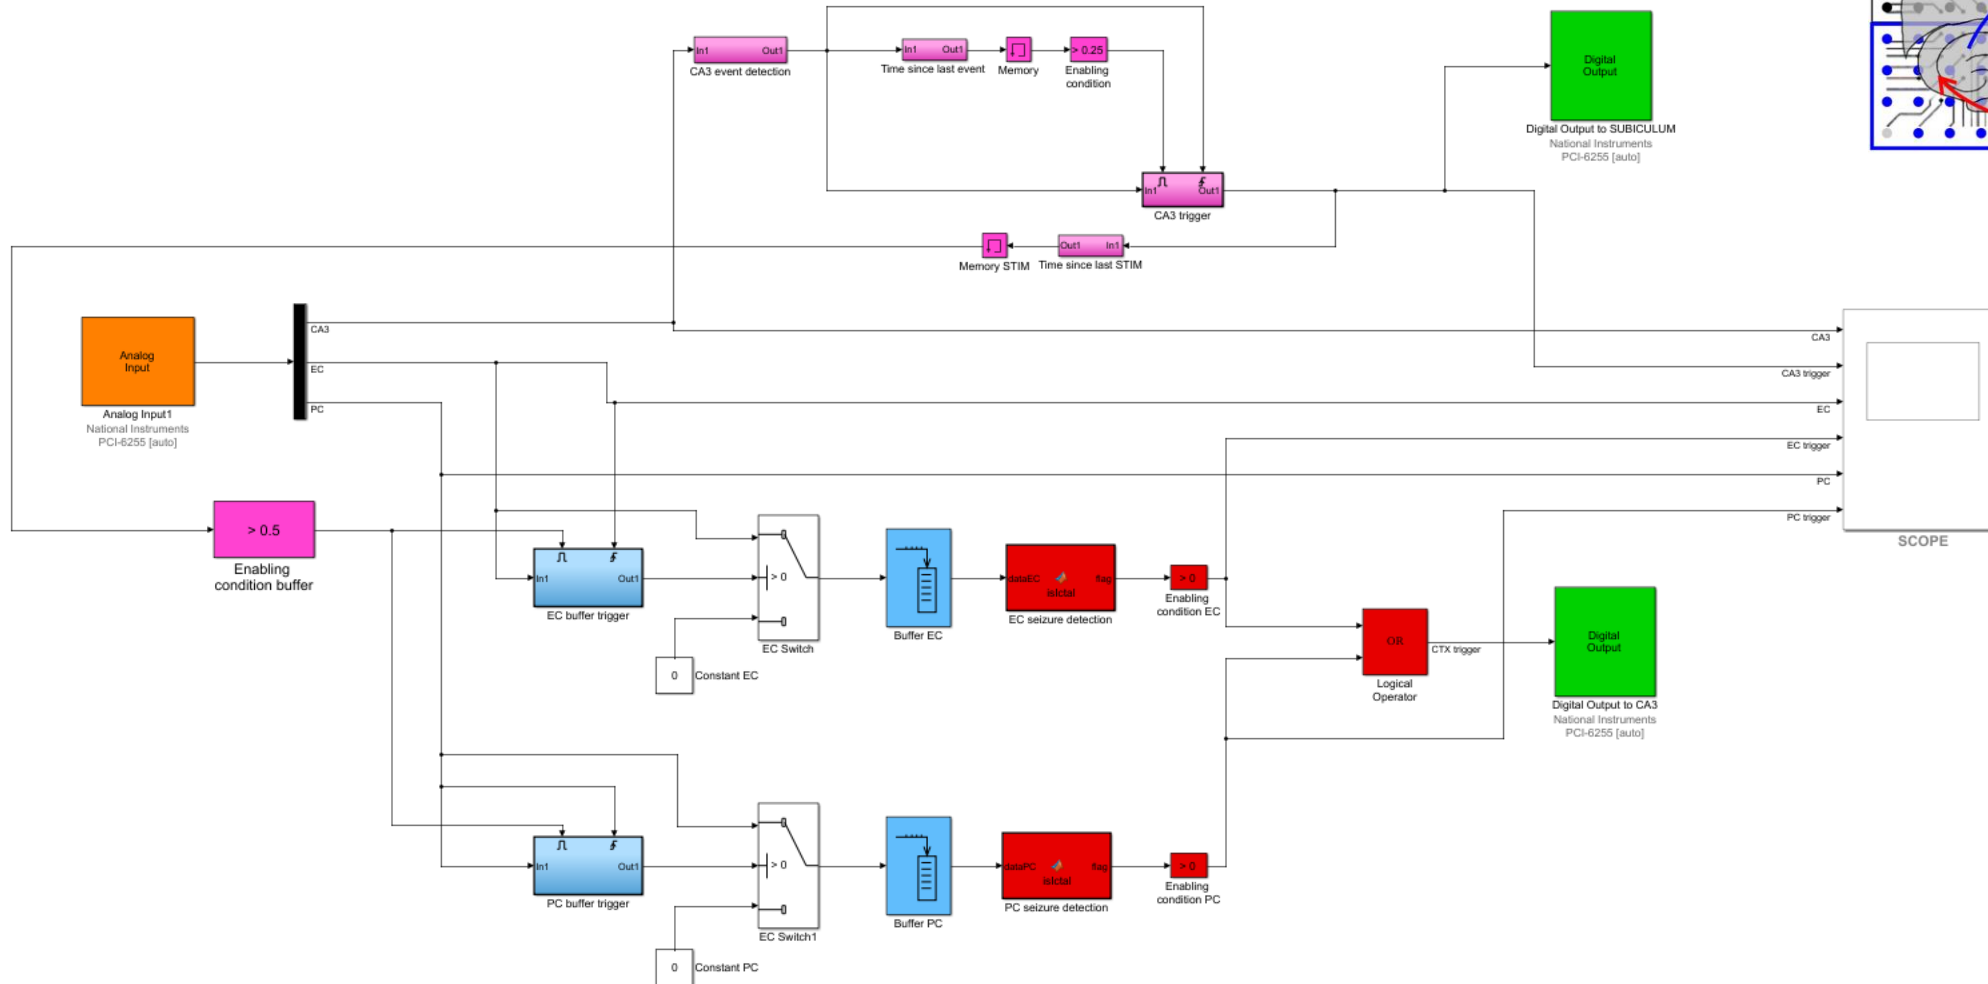 In1 Out1
CA3 event detection
In1 Out1
Time since last event
Memory
> 0.25
Enabling
condition
Digital
Output
Digital Output to SUBICULUM
National Instruments
PCI-6255 [auto]
In1 Out1
CA3 trigger
Memory STIM
Out1 In1
Time since last STIM
Analog
Input
Analog Input1
National Instruments
PCI-6255 [auto]
CA3
EC
PC
CA3
CA3 trigger
EC
EC trigger
PC
PC trigger
SCOPE
> 0.5
Enabling
condition buffer
In1 Out1
EC buffer trigger
> 0
EC Switch
0
Constant EC
Buffer EC
dataEC flag
isIctal
EC seizure detection
> 0
Enabling
condition EC
OR
CTX trigger
Logical
Operator
Digital
Output
Digital Output to CA3
National Instruments
PCI-6255 [auto]
In1 Out1
PC buffer trigger
> 0
EC Switch1
0
Constant PC
Buffer PC
dataPC flag
isIctal
PC seizure detection
> 0
Enabling
condition PC